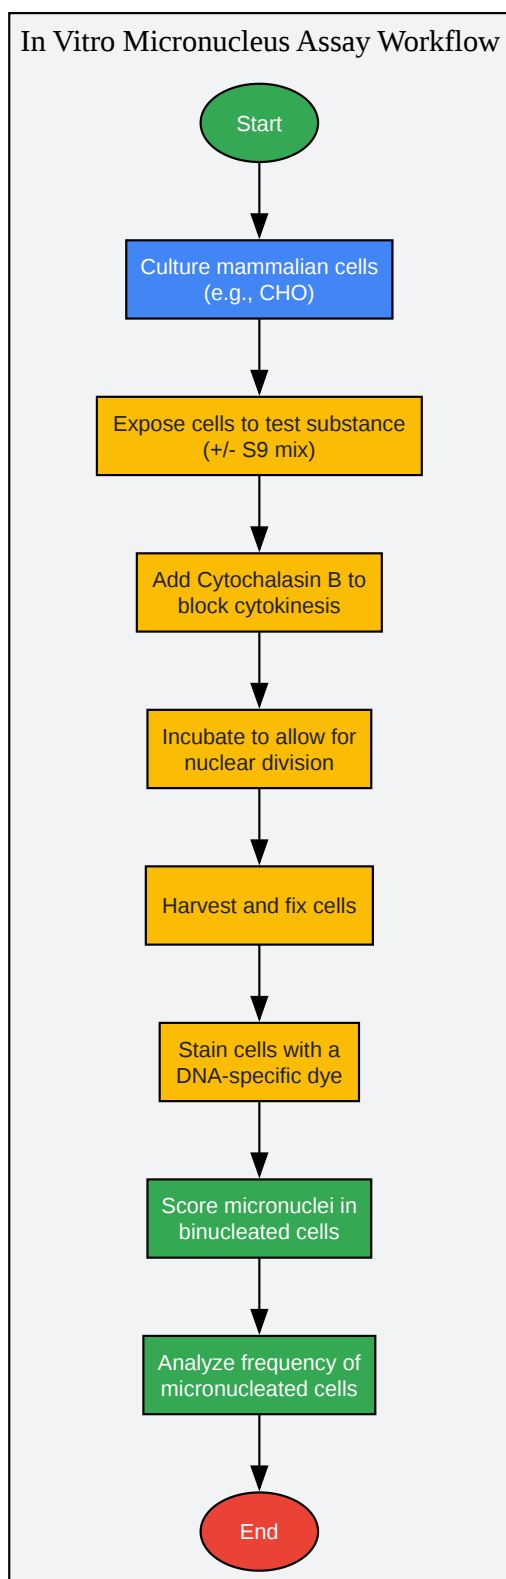 In Vitro Micronucleus Assay Workflow
Start
Culture mammalian cells
(e.g., CHO)
Expose cells to test substance
(+/- S9 mix)
Add Cytochalasin B to
block cytokinesis
Incubate to allow for
nuclear division
Harvest and fix cells
Stain cells with a
DNA-specific dye
Score micronuclei in
binucleated cells
Analyze frequency of
micronucleated cells
End